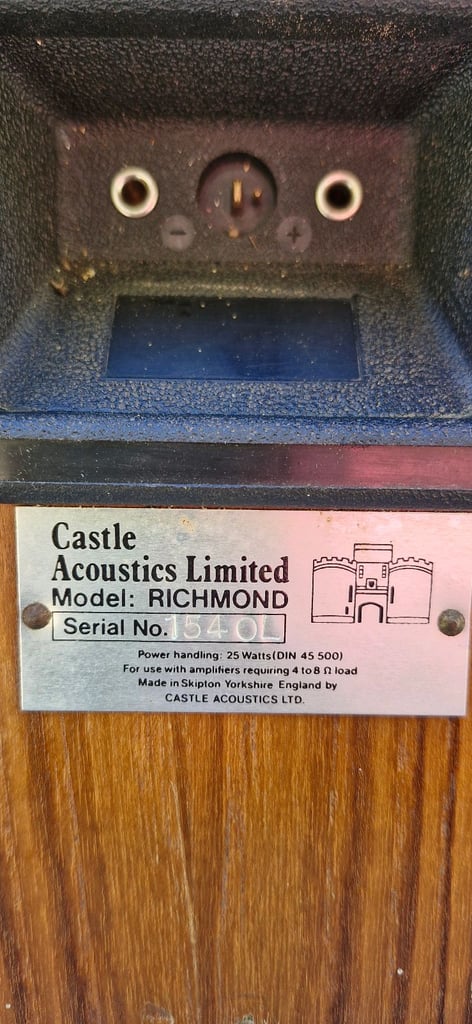 - +
Castle
Acoustics Limited
Model: RICHMOND
Serial No. 1540L
Power handling: 25 Watts (DIN 45 500)
For use with amplifiers requiring 4 to 8 Ω load
Made in Skipton Yorkshire England by
CASTLE ACOUSTICS LTD.